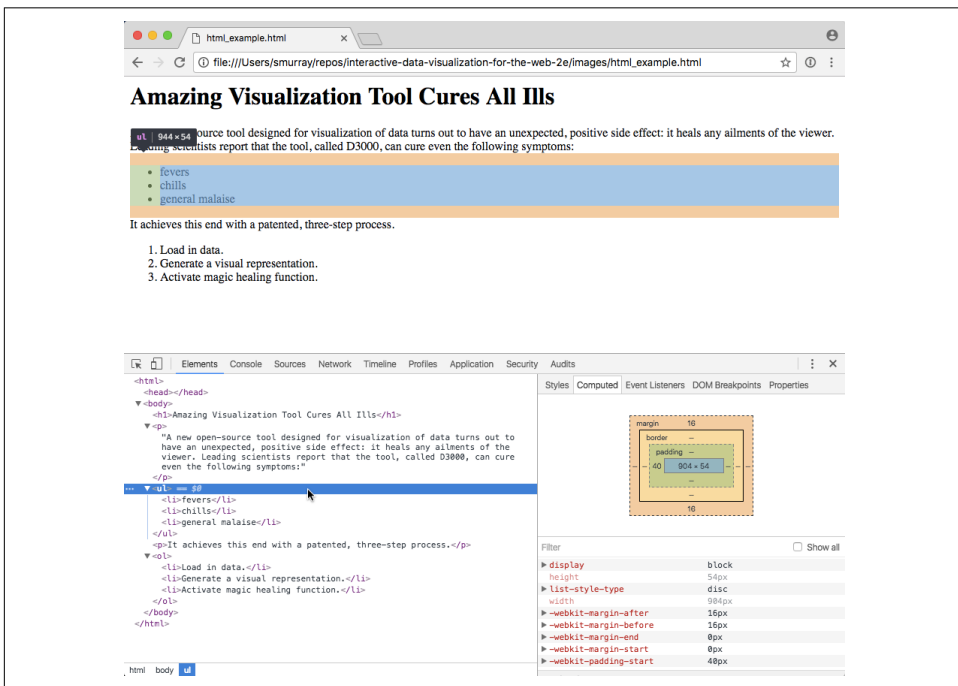 html_example.html
file:///Users/smurray/repos/interactive-data-visualization-for-the-web-2e/images/html_example.html
Amazing Visualization Tool Cures All Ills
ul 944 × 54
ource tool designed for visualization of data turns out to have an unexpected, positive side effect: it heals any ailments of the viewer.
Leading scientists report that the tool, called D3000, can cure even the following symptoms:
• fevers
• chills
• general malaise
It achieves this end with a patented, three-step process.
1. Load in data.
2. Generate a visual representation.
3. Activate magic healing function.
Elements Console Sources Network Timeline Profiles Application Security Audits
<html>
<head></head>
▼<body>
<h1>Amazing Visualization Tool Cures All Ills</h1>
▼<p>
"A new open-source tool designed for visualization of data turns out to
have an unexpected, positive side effect: it heals any ailments of the
viewer. Leading scientists report that the tool, called D3000, can cure
even the following symptoms:"
</p>
... ▼<ul> == $0
<li>fevers</li>
<li>chills</li>
<li>general malaise</li>
</ul>
<p>It achieves this end with a patented, three-step process.</p>
▼<ol>
<li>Load in data.</li>
<li>Generate a visual representation.</li>
<li>Activate magic healing function.</li>
</ol>
</body>
</html>
html body ul
Styles Computed Event Listeners DOM Breakpoints Properties
margin 16
border –
padding –
– – 40 904 × 54 – – –
–
–
16
Filter Show all
▶ display block
height 54px
▶ list-style-type disc
width 904px
▶ -webkit-margin-after 16px
▶ -webkit-margin-before 16px
▶ -webkit-margin-end 0px
▶ -webkit-margin-start 0px
▶ -webkit-padding-start 40px